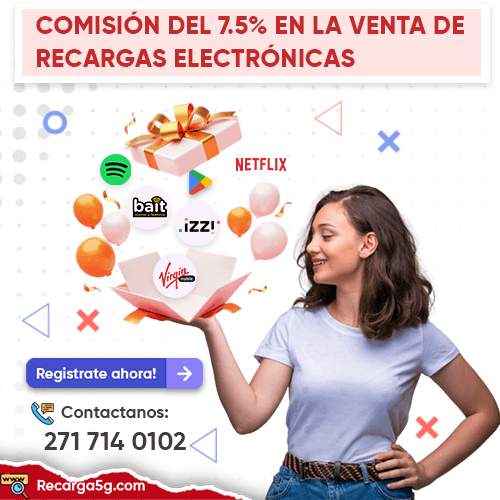 COMISIÓN DEL 7.5% EN LA VENTA DE
RECARGAS ELECTRÓNICAS
NETFLIX
bait
izzi
Virgin
mobile
Registrate ahora!
Contactanos:
271 714 0102
www
Recarga5g.com